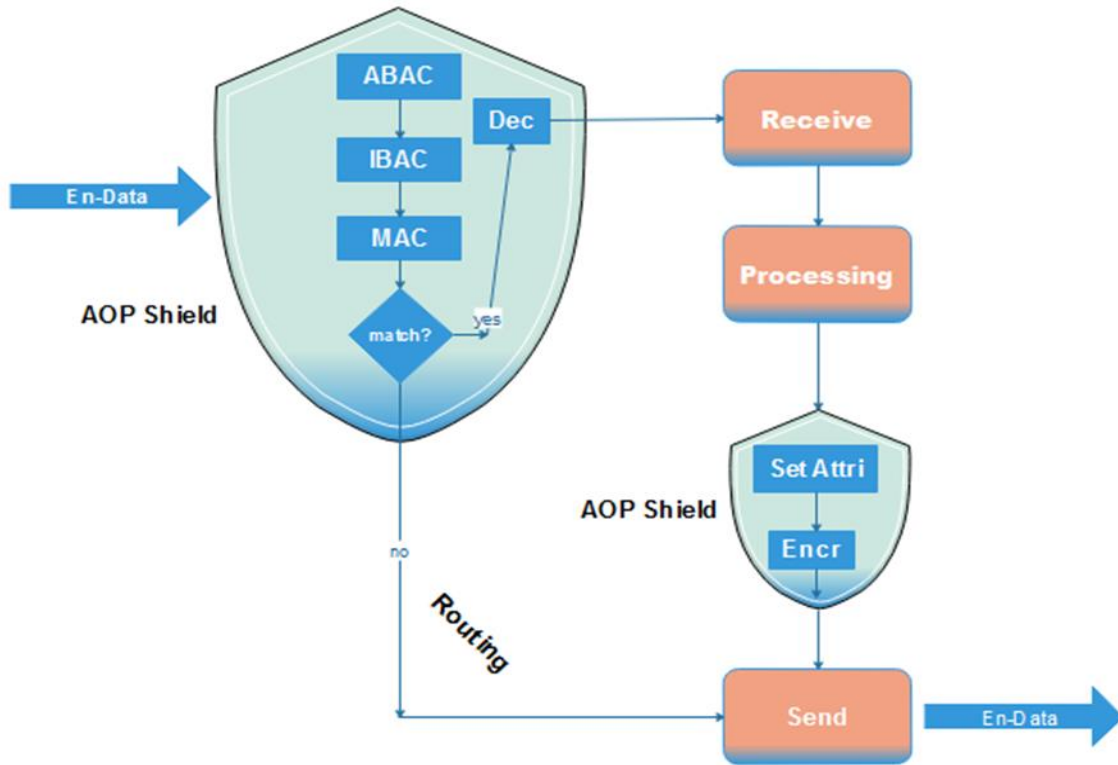 ABAC
Dec
Receive
IBAC
En-Data
MAC
Processing
AOP Shield
match?
yes
Set Attri
AOP Shield
Encr
no
Routing
Send
En-Data